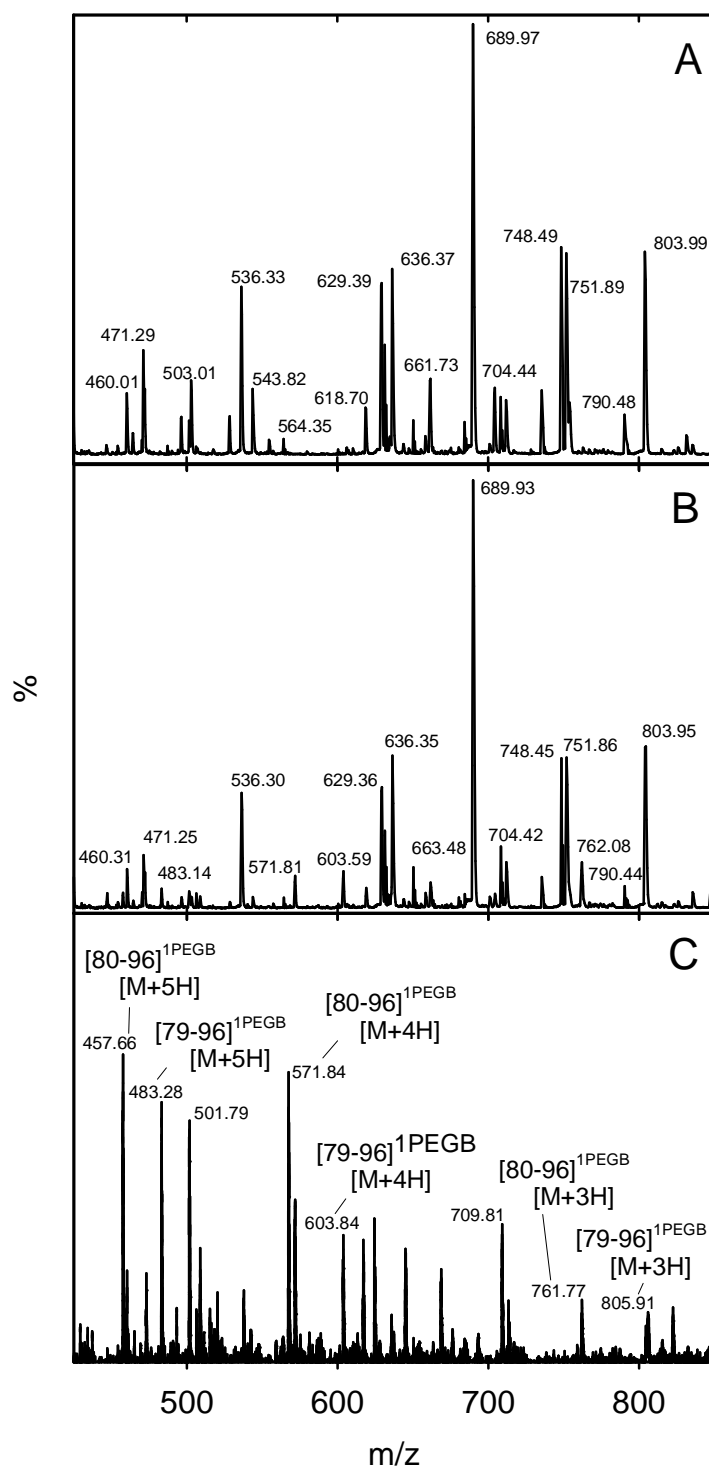 689.97
A
748.49
803.99
636.37
536.33
629.39
751.89
471.29
503.01
661.73
704.44
460.01
543.82
618.70
790.48
564.35
689.93
B
%
636.35
748.45
751.86
803.95
629.36
536.30
471.25
663.48
704.42
762.08
460.31
483.14
571.81
603.59
790.44
C
[80-96]1PEGB
[M+5H]
457.66
[79-96]1PEGB
[M+5H]
483.28
501.79
[80-96]1PEGB
[M+4H]
571.84
[79-96]1PEGB
[M+4H]
603.84
709.81
[80-96]1PEGB
[M+3H]
761.77
[79-96]1PEGB
[M+3H]
805.91
500
600
700
800
m/z